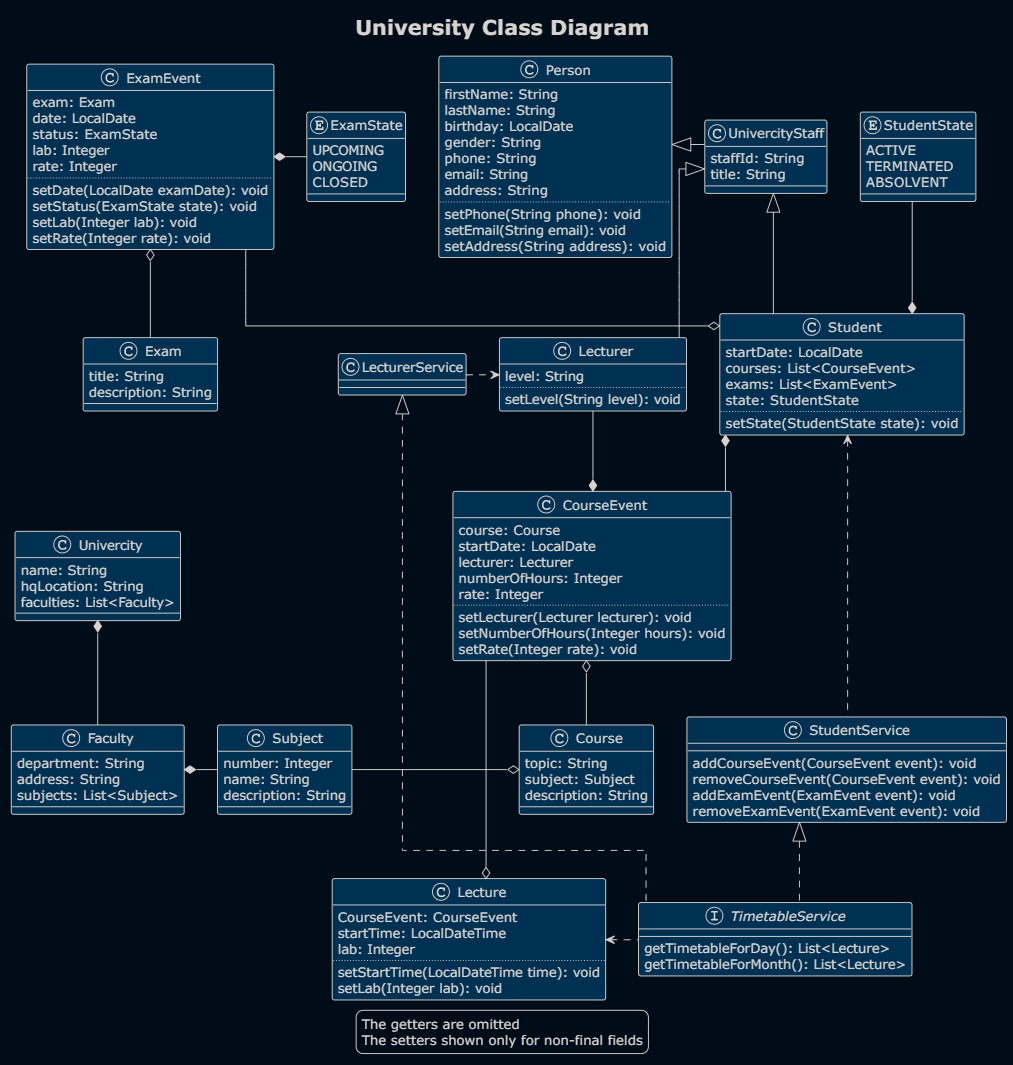 University Class Diagram
C ExamEvent
exam: Exam
date: LocalDate
status: ExamState
lab: Integer
rate: Integer
setDate(LocalDate examDate): void
setStatus(ExamState state): void
setLab(Integer lab): void
setRate(Integer rate): void
E ExamState
UPCOMING
ONGOING
CLOSED
C Person
firstName: String
lastName: String
birthday: LocalDate
gender: String
phone: String
email: String
address: String
setPhone(String phone): void
setEmail(String email): void
setAddress(String address): void
C UnivercityStaff
staffId: String
title: String
E StudentState
ACTIVE
TERMINATED
ABSOLVENT
C Exam
title: String
description: String
C LecturerService
C Lecturer
level: String
setLevel(String level): void
C Student
startDate: LocalDate
courses: List<CourseEvent>
exams: List<ExamEvent>
state: StudentState
setState(StudentState state): void
C Univercity
name: String
hqLocation: String
faculties: List<Faculty>
C CourseEvent
course: Course
startDate: LocalDate
lecturer: Lecturer
numberOfHours: Integer
rate: Integer
setLecturer(Lecturer lecturer): void
setNumberOfHours(Integer hours): void
setRate(Integer rate): void
C Faculty
department: String
address: String
subjects: List<Subject>
C Subject
number: Integer
name: String
description: String
C Course
topic: String
subject: Subject
description: String
C StudentService
addCourseEvent(CourseEvent event): void
removeCourseEvent(CourseEvent event): void
addExamEvent(ExamEvent event): void
removeExamEvent(ExamEvent event): void
C Lecture
CourseEvent: CourseEvent
startTime: LocalDateTime
lab: Integer
setStartTime(LocalDateTime time): void
setLab(Integer lab): void
I TimetableService
getTimetableForDay(): List<Lecture>
getTimetableForMonth(): List<Lecture>
The getters are omitted
The setters shown only for non-final fields